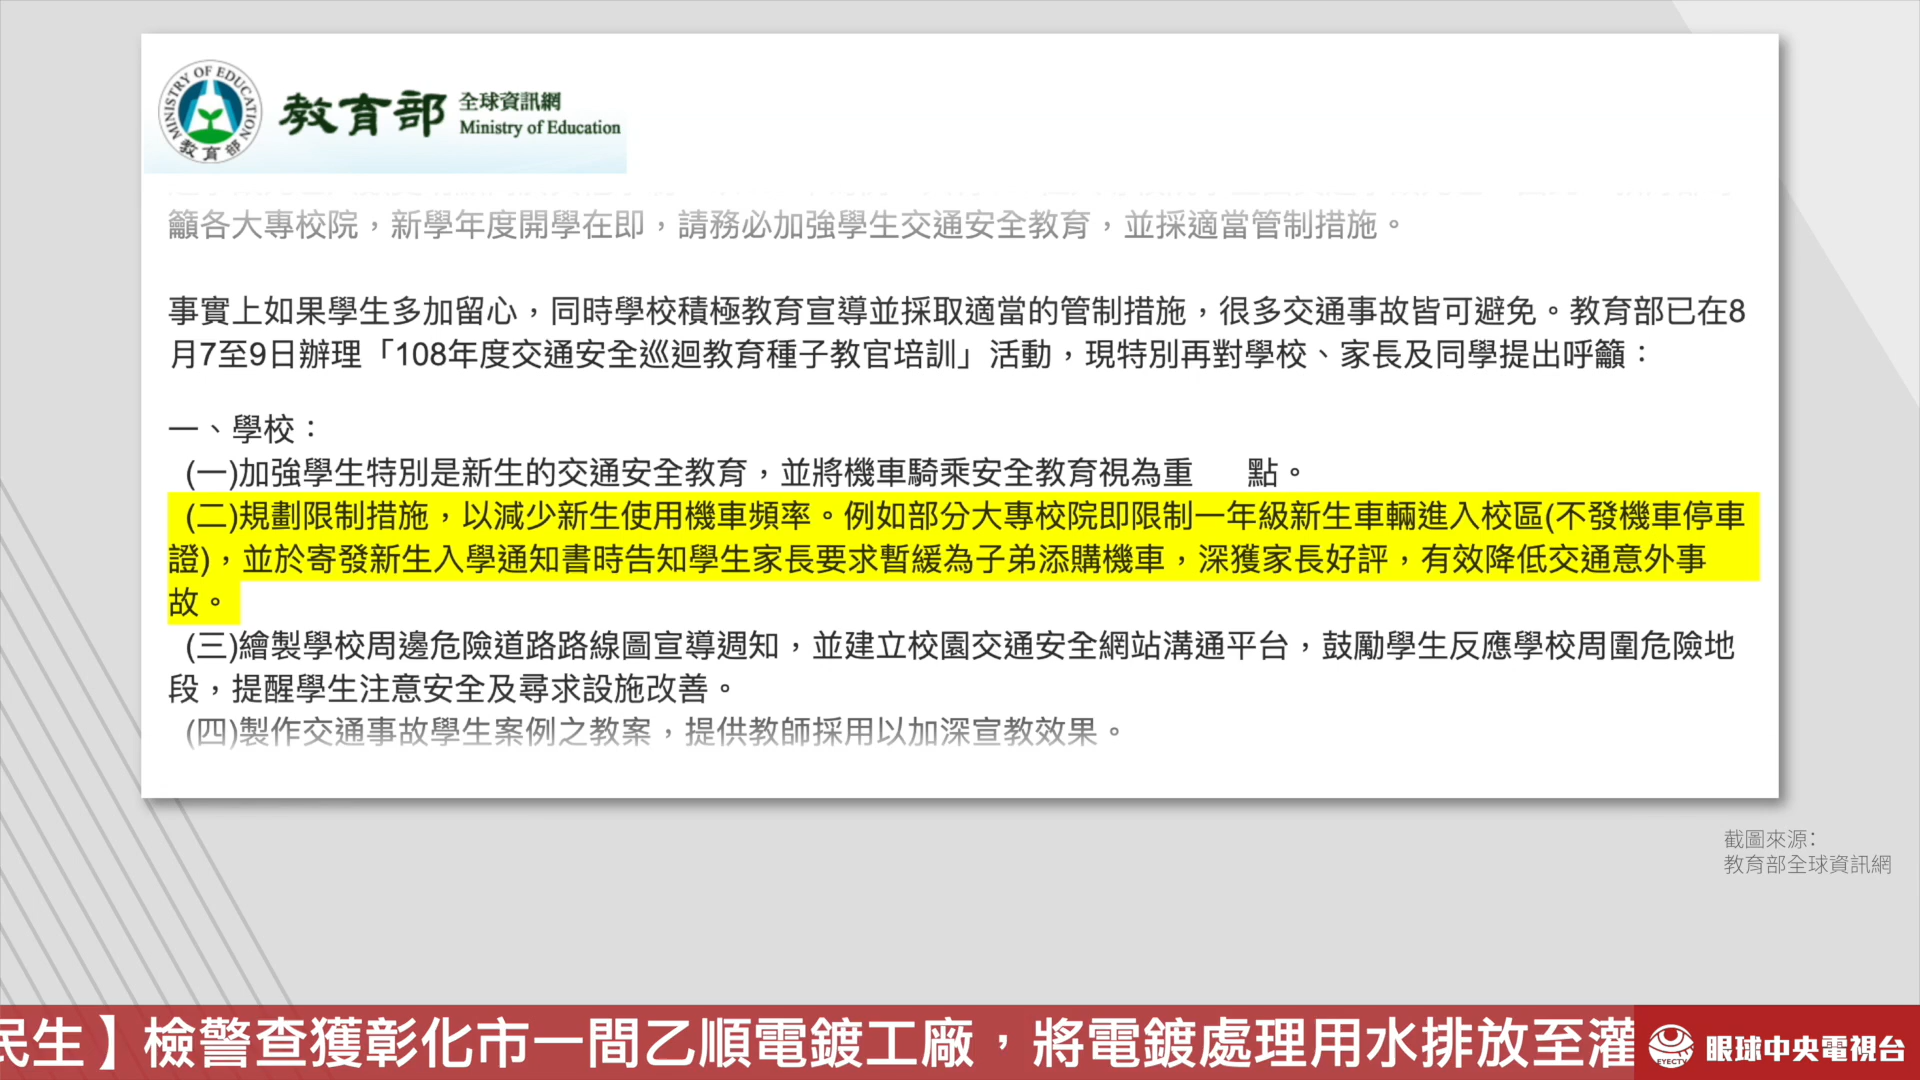 MINISTRY OF EDUCATION
教育部
教育部 全球資訊網
Ministry of Education
籲各大專校院，新學年度開學在即，請務必加強學生交通安全教育，並採適當管制措施。
事實上如果學生多加留心，同時學校積極教育宣導並採取適當的管制措施，很多交通事故皆可避免。教育部已在8
月7至9日辦理「108年度交通安全巡迴教育種子教官培訓」活動，現特別再對學校、家長及同學提出呼籲：
一、學校：
(一)加強學生特別是新生的交通安全教育，並將機車騎乘安全教育視為重　點。
(二)規劃限制措施，以減少新生使用機車頻率。例如部分大專校院即限制一年級新生車輛進入校區(不發機車停車
證)，並於寄發新生入學通知書時告知學生家長要求暫緩為子弟添購機車，深獲家長好評，有效降低交通意外事
故。
(三)繪製學校周邊危險道路路線圖宣導週知，並建立校園交通安全網站溝通平台，鼓勵學生反應學校周圍危險地
段，提醒學生注意安全及尋求設施改善。
(四)製作交通事故學生案例之教案，提供教師採用以加深宣教效果。
截圖來源：
教育部全球資訊網
民生】檢警查獲彰化市一間乙順電鍍工廠，將電鍍處理用水排放至灌
EYECTV
眼球中央電視台